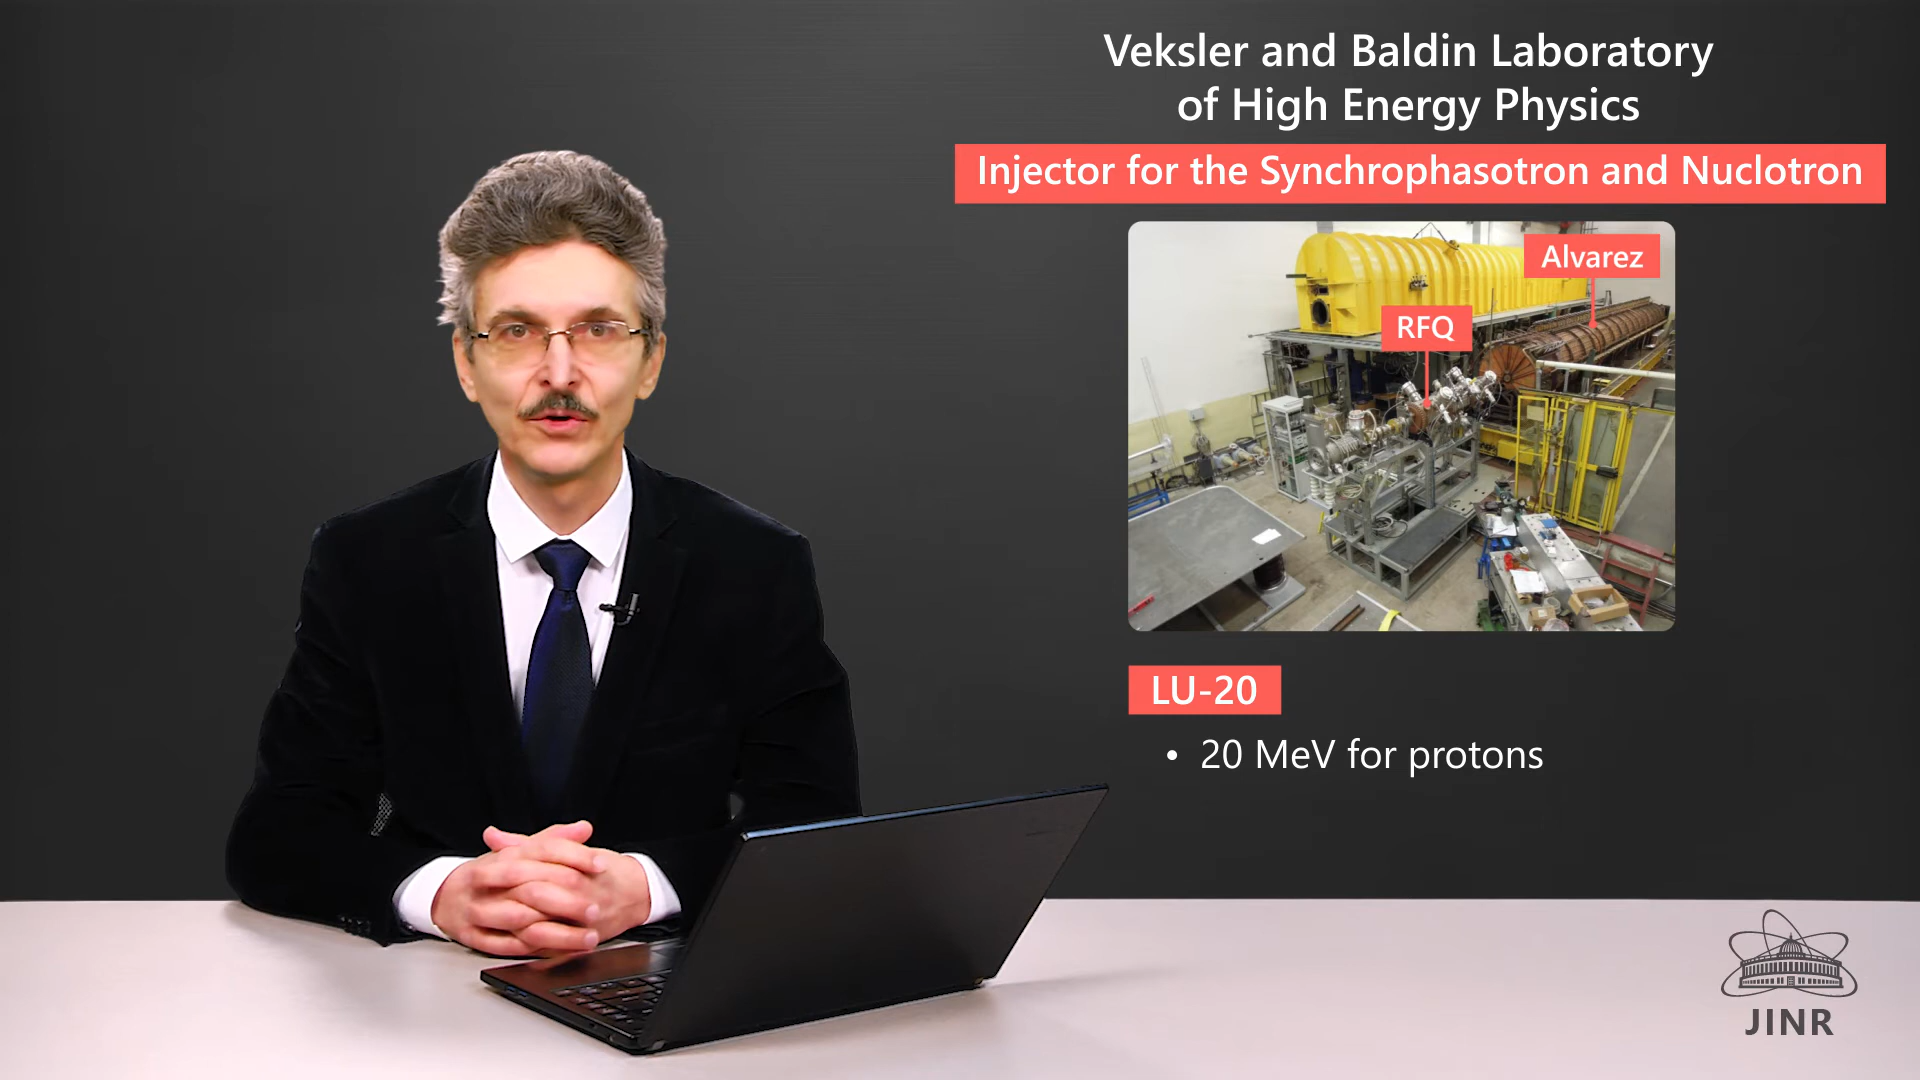 Veksler and Baldin Laboratory
of High Energy Physics
Injector for the Synchrophasotron and Nuclotron
Alvarez
RFQ
LU-20
• 20 MeV for protons
JINR